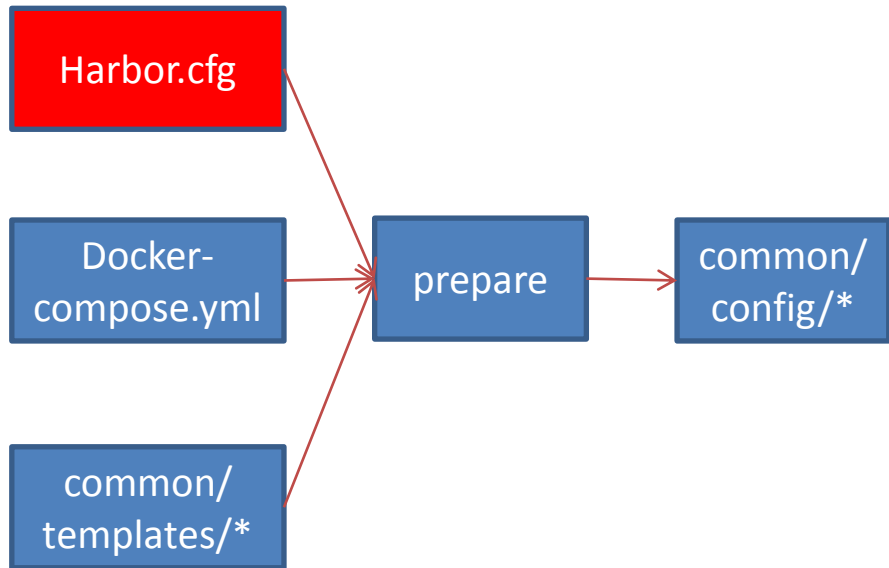 Harbor.cfg
Docker-
compose.yml
prepare
common/
config/*
common/
templates/*